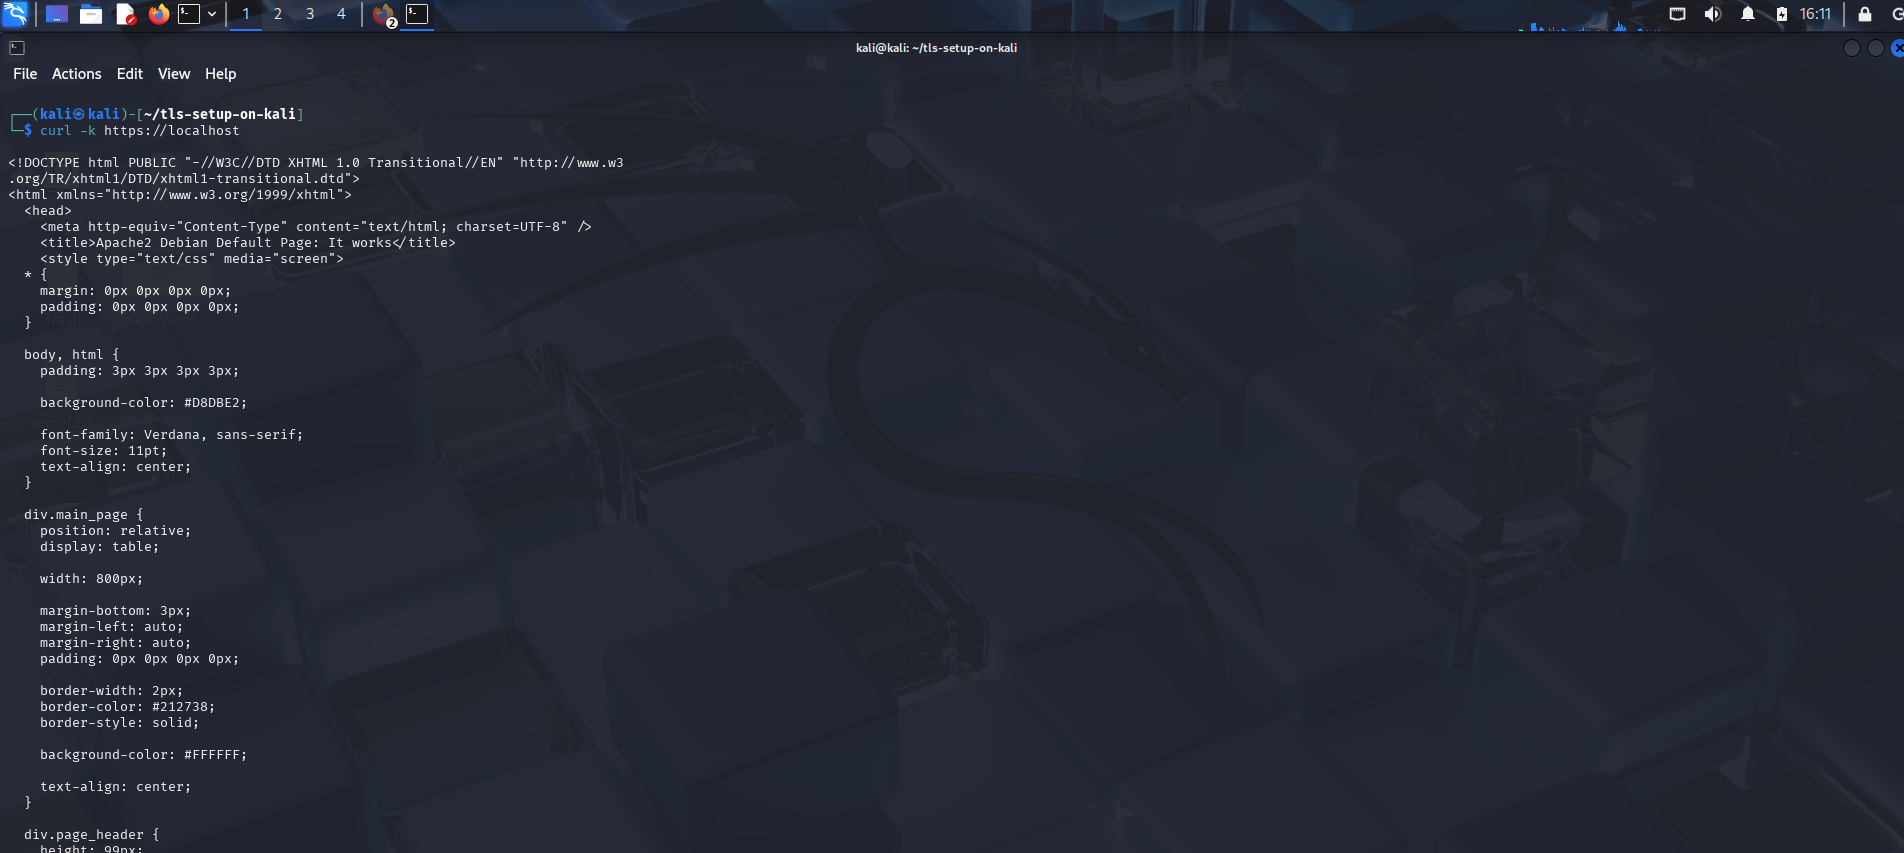 1 2 3 4
2
16:11
kali@kali: ~/tls-setup-on-kali
File Actions Edit View Help
┌──(kali㉿kali)-[~/tls-setup-on-kali]
└─$ curl -k https://localhost
<!DOCTYPE html PUBLIC "-//W3C//DTD XHTML 1.0 Transitional//EN" "http://www.w3
.org/TR/xhtml1/DTD/xhtml1-transitional.dtd">
<html xmlns="http://www.w3.org/1999/xhtml">
  <head>
    <meta http-equiv="Content-Type" content="text/html; charset=UTF-8" />
    <title>Apache2 Debian Default Page: It works</title>
    <style type="text/css" media="screen">
  * {
    margin: 0px 0px 0px 0px;
    padding: 0px 0px 0px 0px;
  }
  body, html {
    padding: 3px 3px 3px 3px;
    background-color: #D8DBE2;
    font-family: Verdana, sans-serif;
    font-size: 11pt;
    text-align: center;
  }
  div.main_page {
    position: relative;
    display: table;
    width: 800px;
    margin-bottom: 3px;
    margin-left: auto;
    margin-right: auto;
    padding: 0px 0px 0px 0px;
    border-width: 2px;
    border-color: #212738;
    border-style: solid;
    background-color: #FFFFFF;
    text-align: center;
  }
  div.page_header {
    height: 99px;